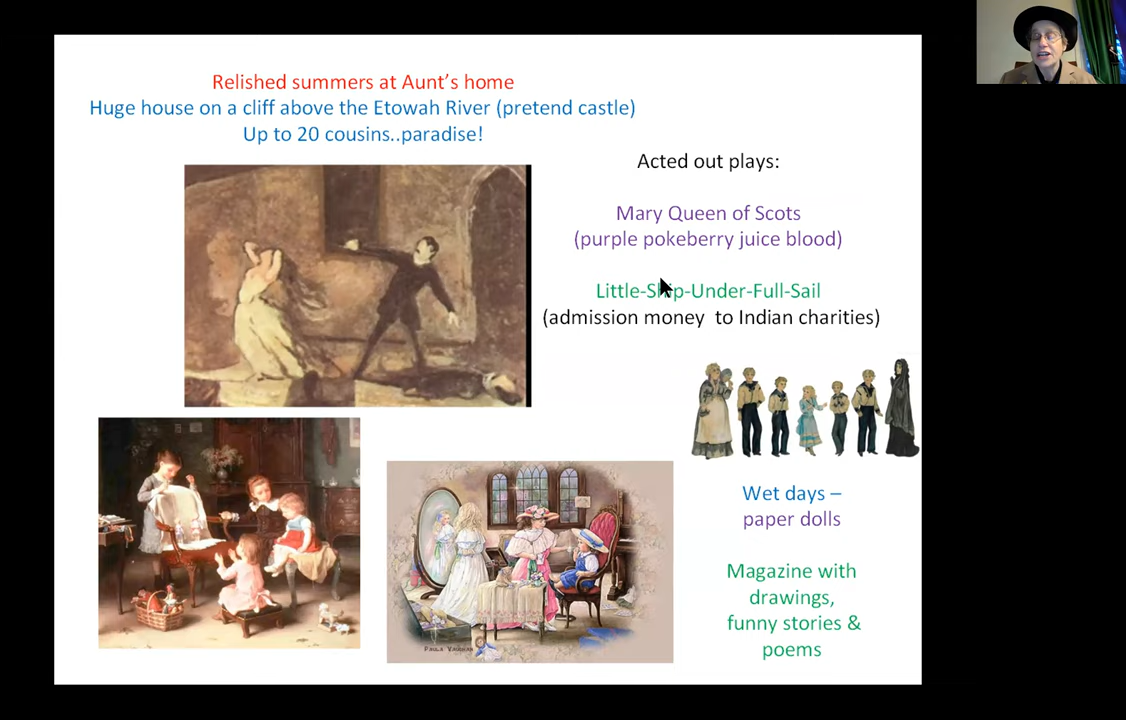 Relished summers at Aunt's home
Huge house on a cliff above the Etowah River (pretend castle)
Up to 20 cousins..paradise!
Acted out plays:
Mary Queen of Scots
(purple pokeberry juice blood)
Little-Ship-Under-Full-Sail
(admission money to Indian charities)
Wet days –
paper dolls
Magazine with
drawings,
funny stories &
poems
PAULA VAUGHAN